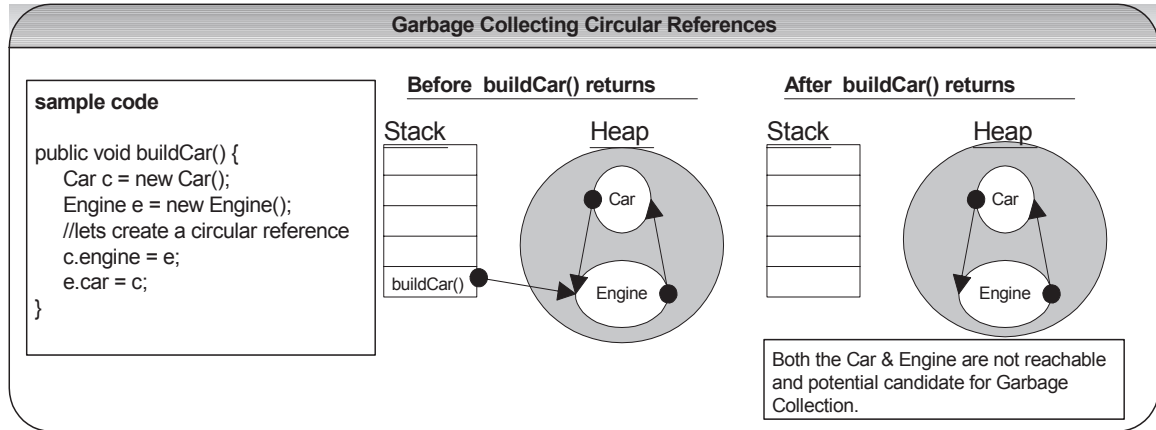 Garbage Collecting Circular References
sample code
public void buildCar() {
Car c = new Car();
Engine e = new Engine();
//lets create a circular reference
c.engine = e;
e.car = c;
}
Before buildCar() returns
Stack
Heap
Car
buildCar()
Engine
After buildCar() returns
Stack
Heap
Car
Engine
Both the Car & Engine are not reachable
and potential candidate for Garbage
Collection.